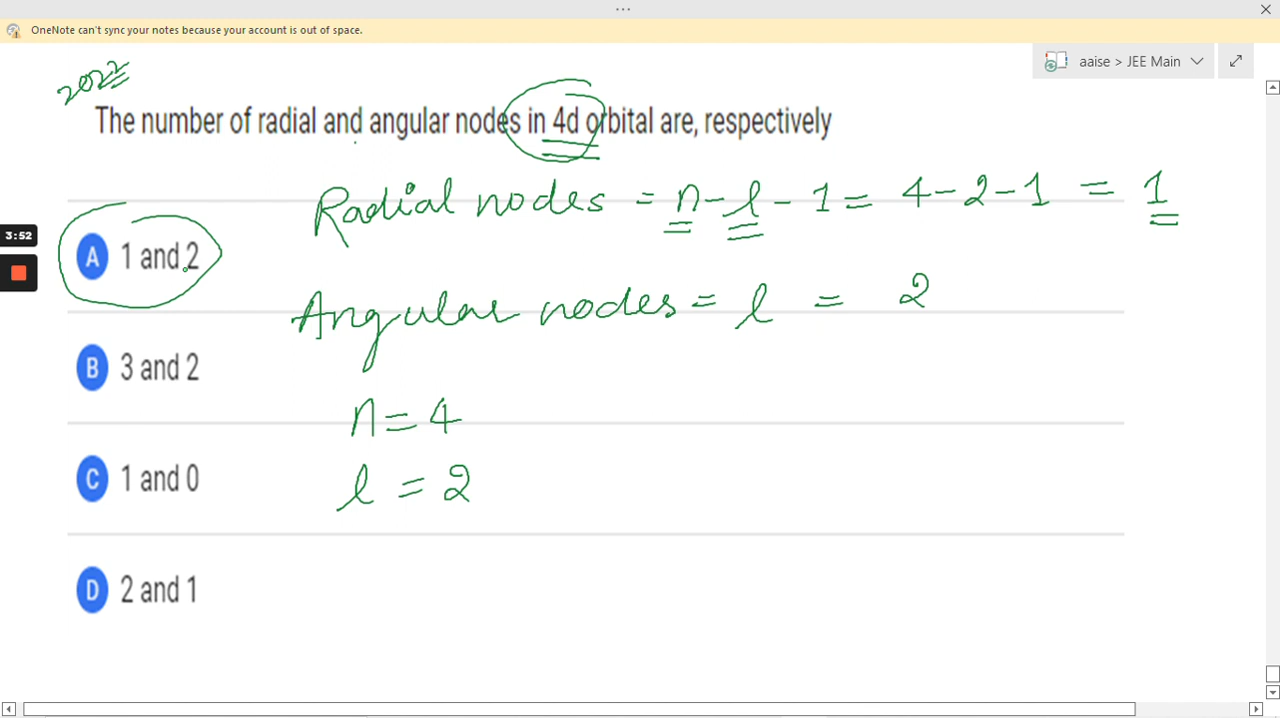 OneNote can't sync your notes because your account is out of space.
aaise > JEE Main
2022
The number of radial and angular nodes in 4d orbital are, respectively
Radial nodes = n - l - 1 = 4 - 2 - 1 = 1
3:52
A 1 and 2
Angular nodes = l = 2
B 3 and 2
n = 4
C 1 and 0
l = 2
D 2 and 1